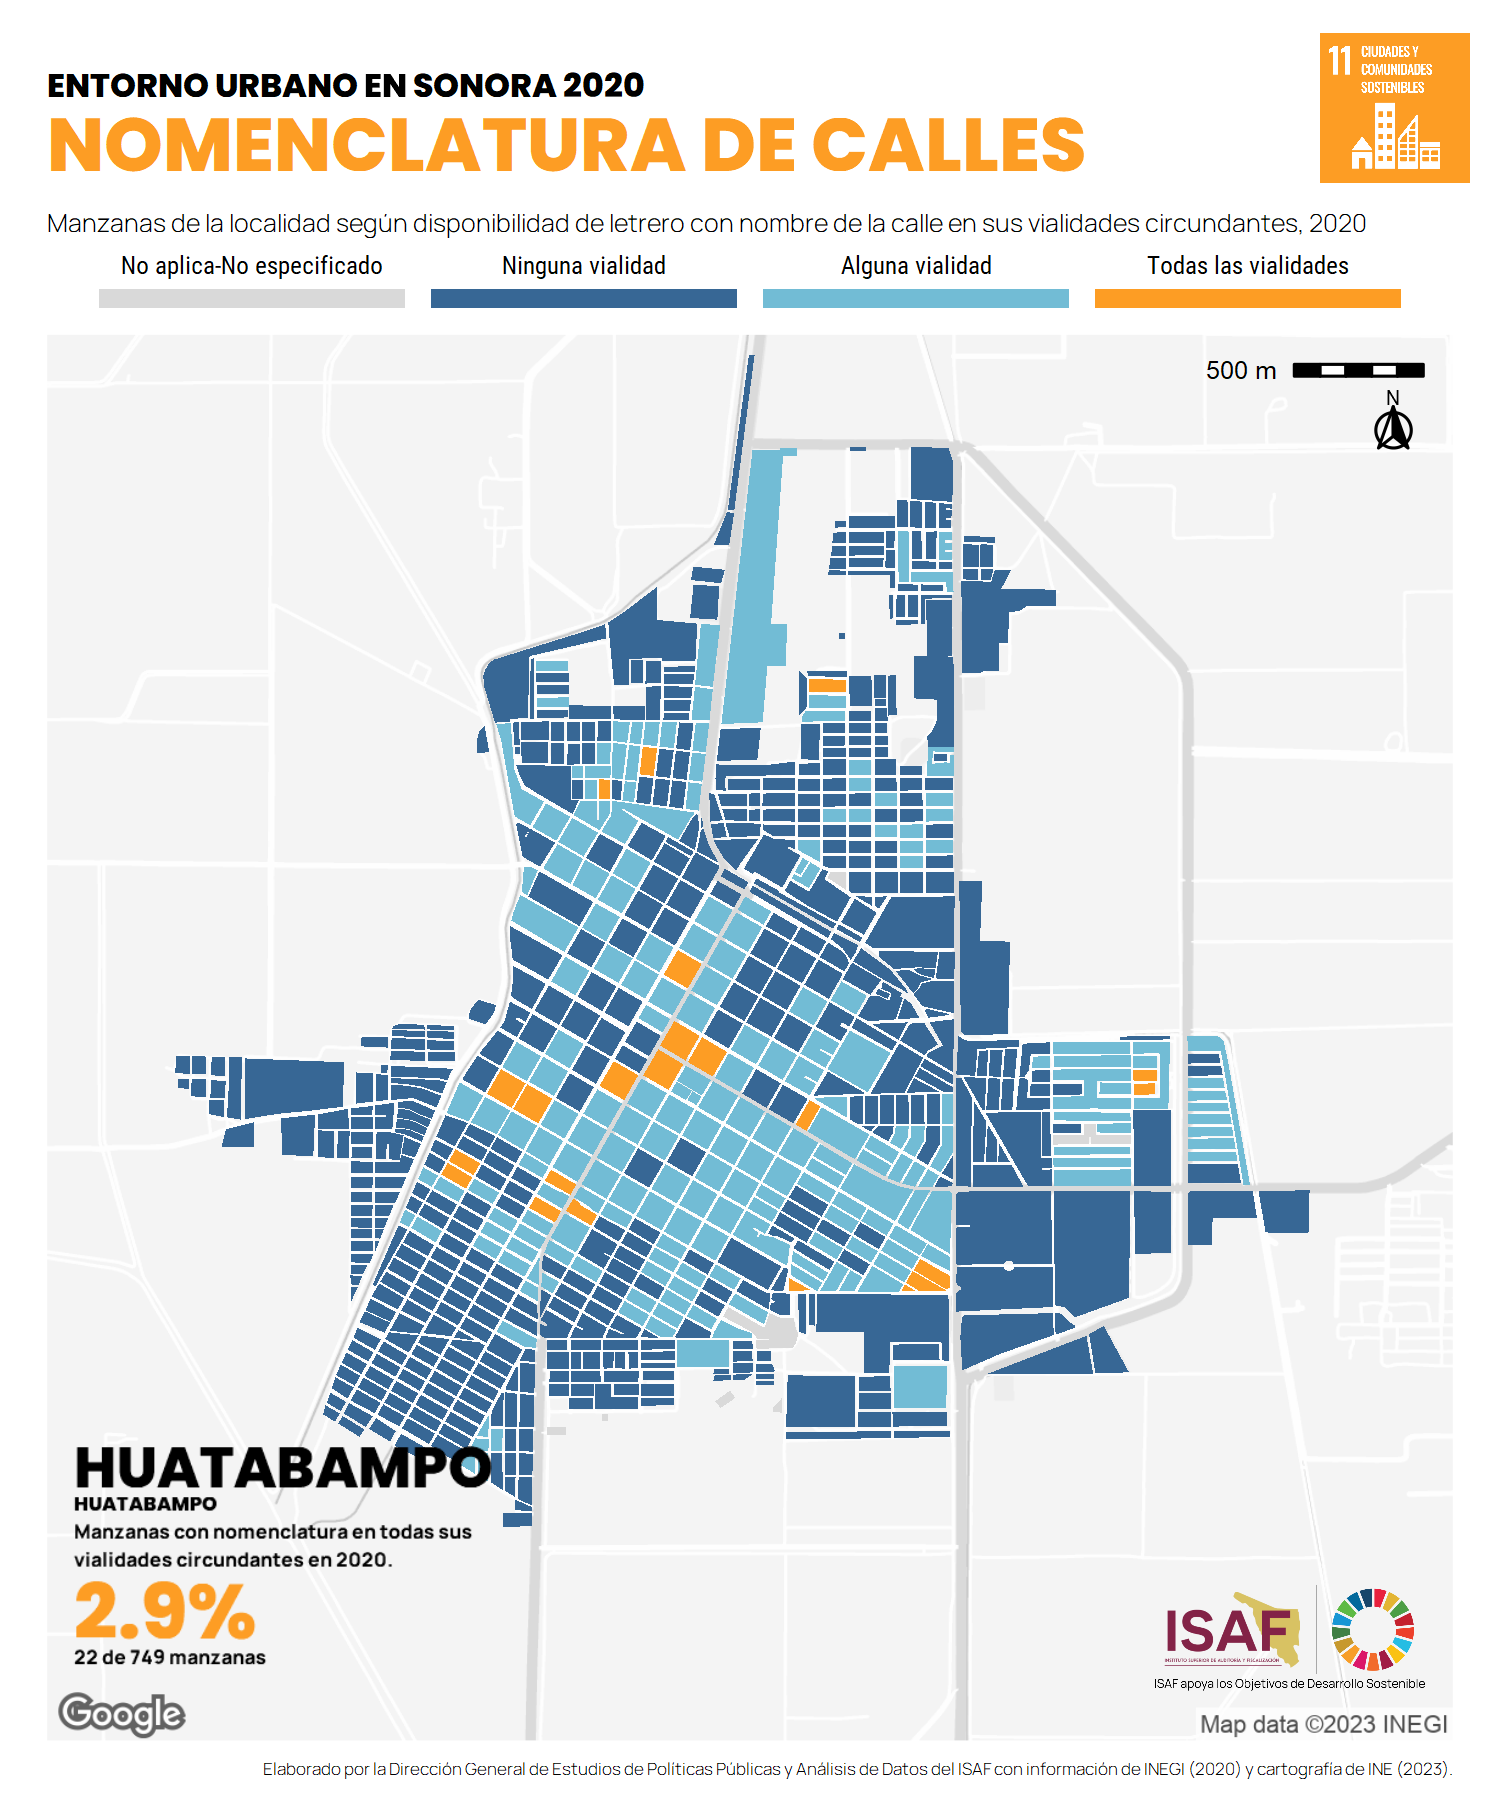 ENTORNO URBANO EN SONORA 2020
NOMENCLATURA DE CALLES
11 CIUDADES Y
COMUNIDADES
SOSTENIBLES
Manzanas de la localidad según disponibilidad de letrero con nombre de la calle en sus vialidades circundantes, 2020
No aplica-No especificado Ninguna vialidad Alguna vialidad Todas las vialidades
500 m
N
HUATABAMPO
HUATABAMPO
Manzanas con nomenclatura en todas sus
vialidades circundantes en 2020.
2.9%
22 de 749 manzanas
ISAF
INSTITUTO SUPERIOR DE AUDITORÍA Y FISCALIZACIÓN
ISAF apoya los Objetivos de Desarrollo Sostenible
Google
Map data ©2023 INEGI
Elaborado por la Dirección General de Estudios de Políticas Públicas y Análisis de Datos del ISAF con información de INEGI (2020) y cartografía de INE (2023).